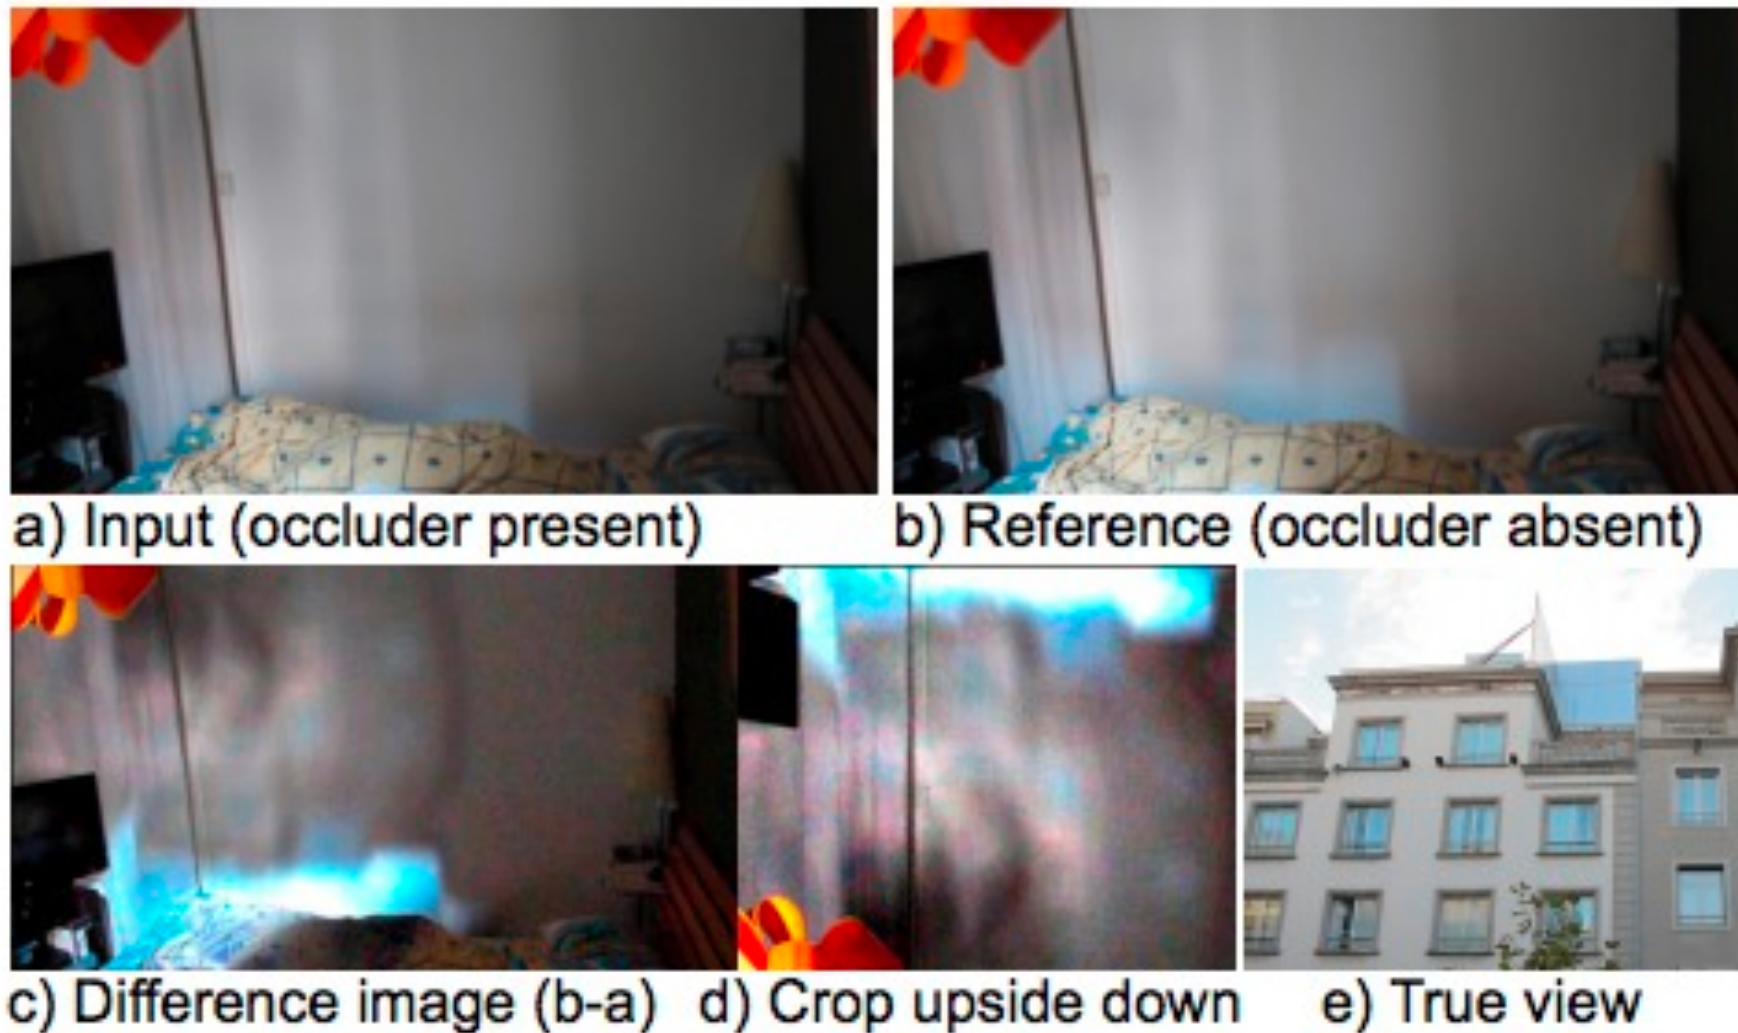 a) Input (occluder present)
b) Reference (occluder absent)
c) Difference image (b-a)
d) Crop upside down
e) True view